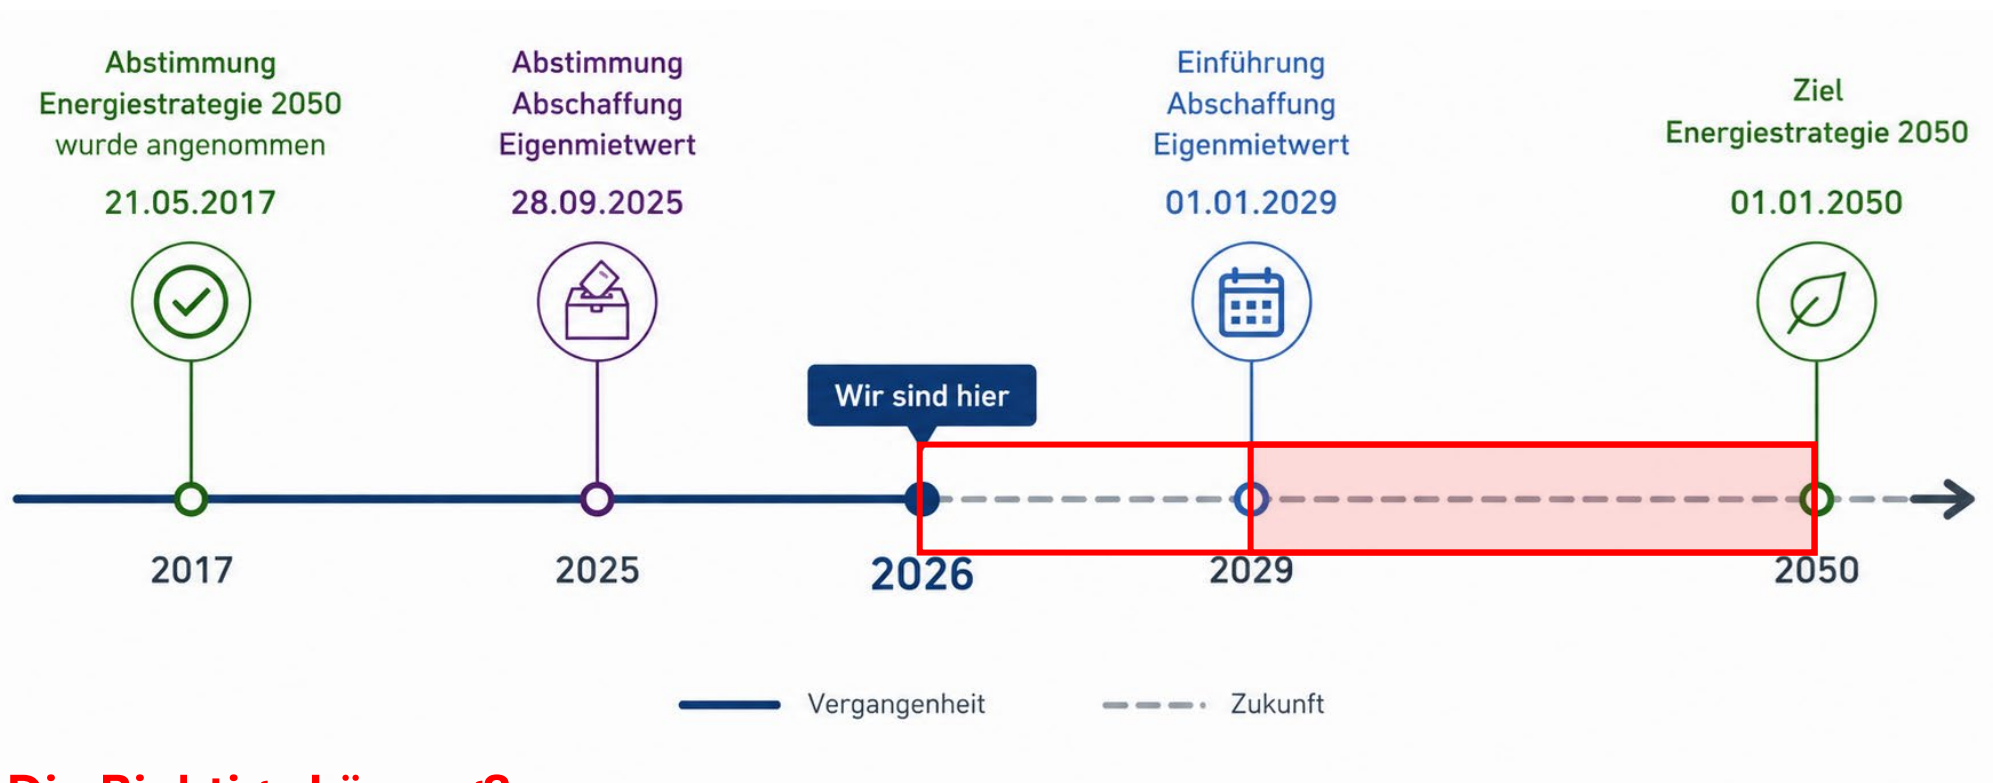 Abstimmung
Energiestrategie 2050
wurde angenommen
21.05.2017
Abstimmung
Abschaffung
Eigenmietwert
28.09.2025
Einführung
Abschaffung
Eigenmietwert
01.01.2029
Ziel
Energiestrategie 2050
01.01.2050
Wir sind hier
2017
2025
2026
2029
2050
Vergangenheit
Zukunft